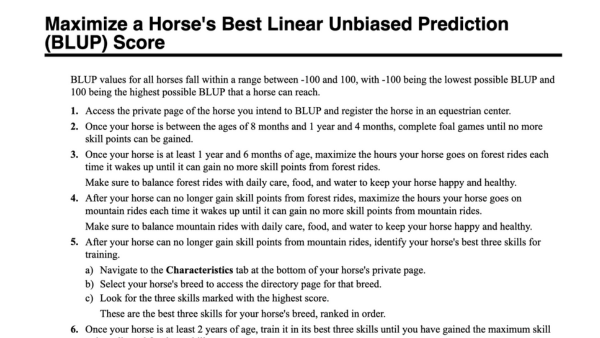 Maximize a Horse's Best Linear Unbiased Prediction
(BLUP) Score
BLUP values for all horses fall within a range between -100 and 100, with -100 being the lowest possible BLUP and
100 being the highest possible BLUP that a horse can reach.
1. Access the private page of the horse you intend to BLUP and register the horse in an equestrian center.
2. Once your horse is between the ages of 8 months and 1 year and 4 months, complete foal games until no more
skill points can be gained.
3. Once your horse is at least 1 year and 6 months of age, maximize the hours your horse goes on forest rides each
time it wakes up until it can gain no more skill points from forest rides.
Make sure to balance forest rides with daily care, food, and water to keep your horse happy and healthy.
4. After your horse can no longer gain skill points from forest rides, maximize the hours your horse goes on
mountain rides each time it wakes up until it can gain no more skill points from mountain rides.
Make sure to balance mountain rides with daily care, food, and water to keep your horse happy and healthy.
5. After your horse can no longer gain skill points from mountain rides, identify your horse's best three skills for
training.
a) Navigate to the Characteristics tab at the bottom of your horse's private page.
b) Select your horse's breed to access the directory page for that breed.
c) Look for the three skills marked with the highest score.
These are the best three skills for your horse's breed, ranked in order.
6. Once your horse is at least 2 years of age, train it in its best three skills until you have gained the maximum skill